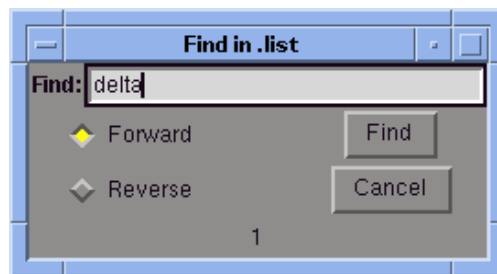 Find in .list
Find: delta
Forward
Find
Reverse
Cancel
1